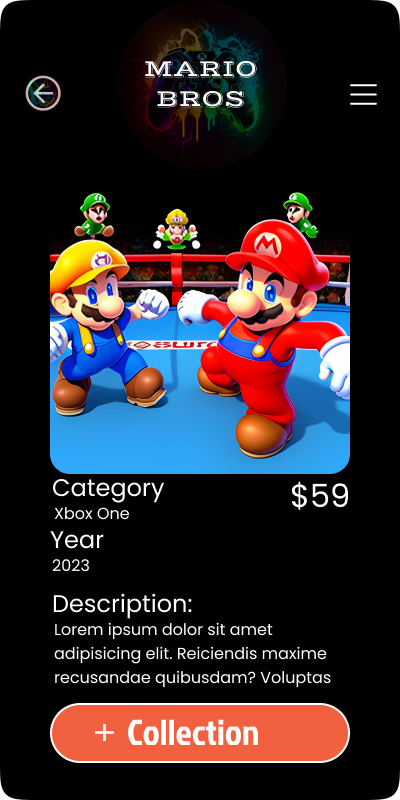 MARIO
BROS
M
Category
$59
Xbox One
Year
2023
Description:
Lorem ipsum dolor sit amet
adipisicing elit. Reiciendis maxime
recusandae quibusdam? Voluptas
+ Collection